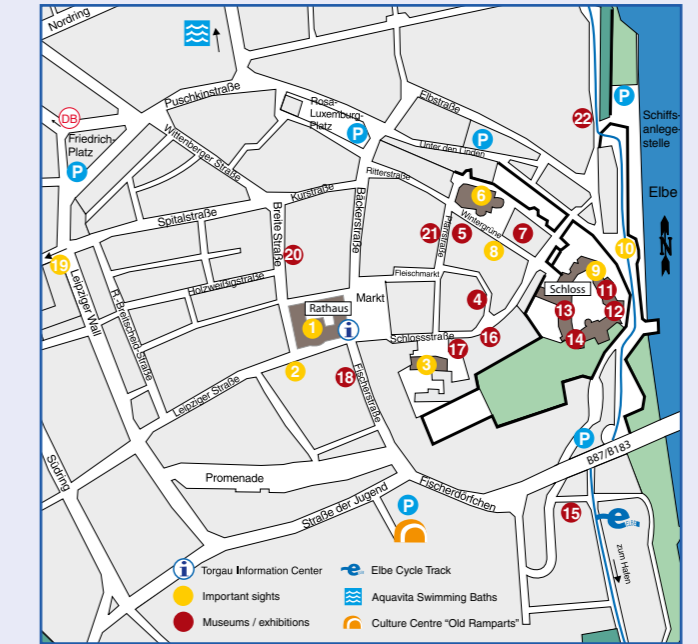 Nordring
Puschkinstraße
DB
Friedrich-
Platz
P
Wittenberger Straße
Rosa-
Luxemburg-
Platz
P
Elbstraße
P
Unter den Linden
22
P
Schiffs-
anlege-
stelle
Elbe
N
Ritterstraße
Kurstraße
Spitalstraße
Breite Straße
Bäckerstraße
6
Wintergrüne
Pfarrstraße
21
5
7
8
10
19
20
Leipziger Wall
R.-Breitscheid-Straße
Holzweißigstraße
Fleischmarkt
Markt
Rathaus
1
i
4
9
Schloss
11
12
13
14
16
Schlossstraße
17
3
2
18
Fischerstraße
Leipziger Straße
Südring
Promenade
Straße der Jugend
Fischerdörfchen
P
B87/B183
P
15
e
zum Hafen
i Torgau Information Center
Important sights
Museums / exhibitions
e Elbe Cycle Track
Aquavita Swimming Baths
Culture Centre "Old Ramparts"